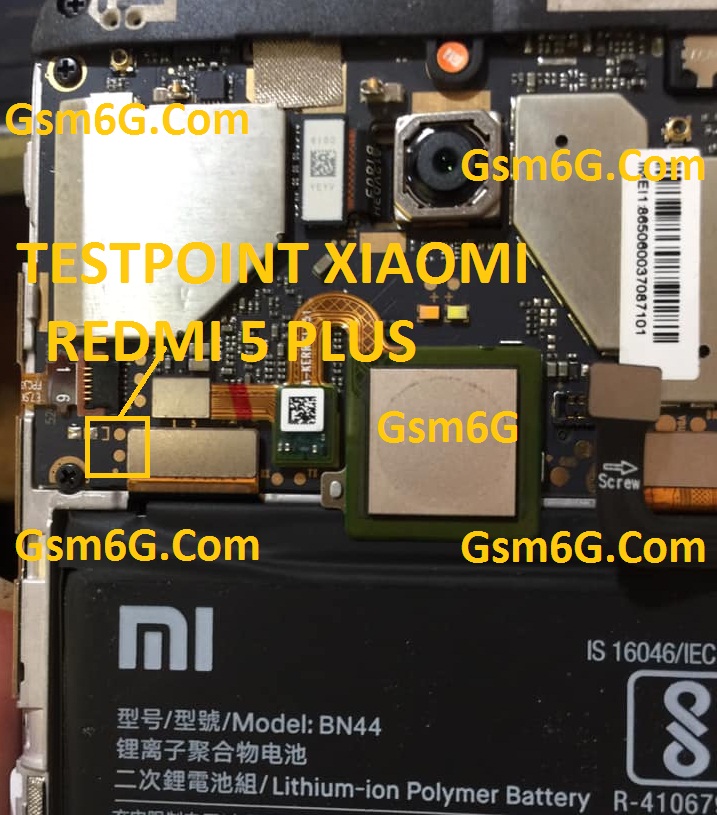 Gsm6G.Com
Gsm6G.Com
IMEI1 865060037087101
TESTPOINT XIAOMI
REDMI 5 PLUS
Gsm6G
Screw
Gsm6G.Com
Gsm6G.Com
mi
IS 16046/IEC
型号/型號/Model: BN44
锂离子聚合物电池
二次鋰電池組/Lithium-ion Polymer Battery
R-410679